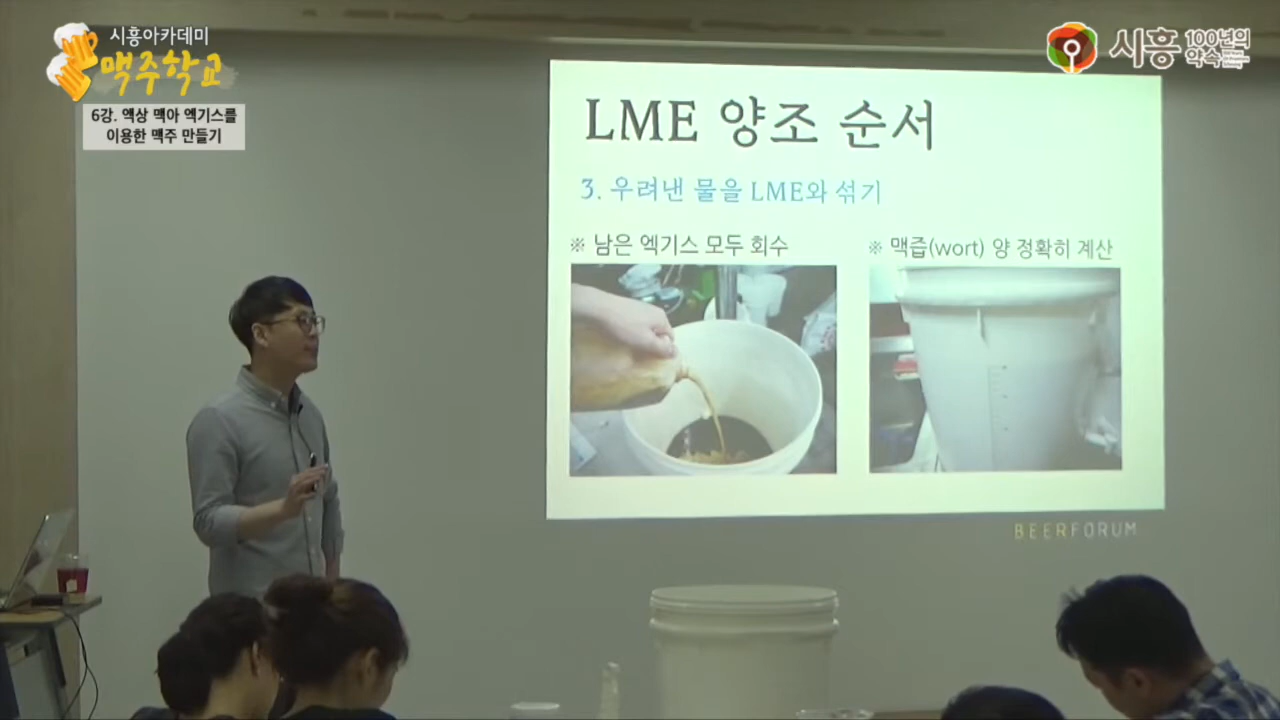 시흥아카데미
맥주학교
6강. 액상 맥아 엑기스를
이용한 맥주 만들기
시흥 100년의
약속
LME 양조 순서
3. 우려낸 물을 LME와 섞기
※ 남은 엑기스 모두 회수
※ 맥즙(wort) 양 정확히 계산
BEERFORUM